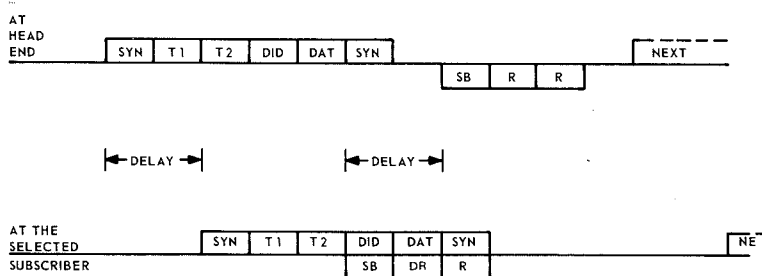 AT
HEAD
END
SYN T1 T2 DID DAT SYN
NEXT
SB R R
DELAY
DELAY
AT THE
SELECTED
SUBSCRIBER
SYN T1 T2 DID DAT SYN
NE
SB DR R